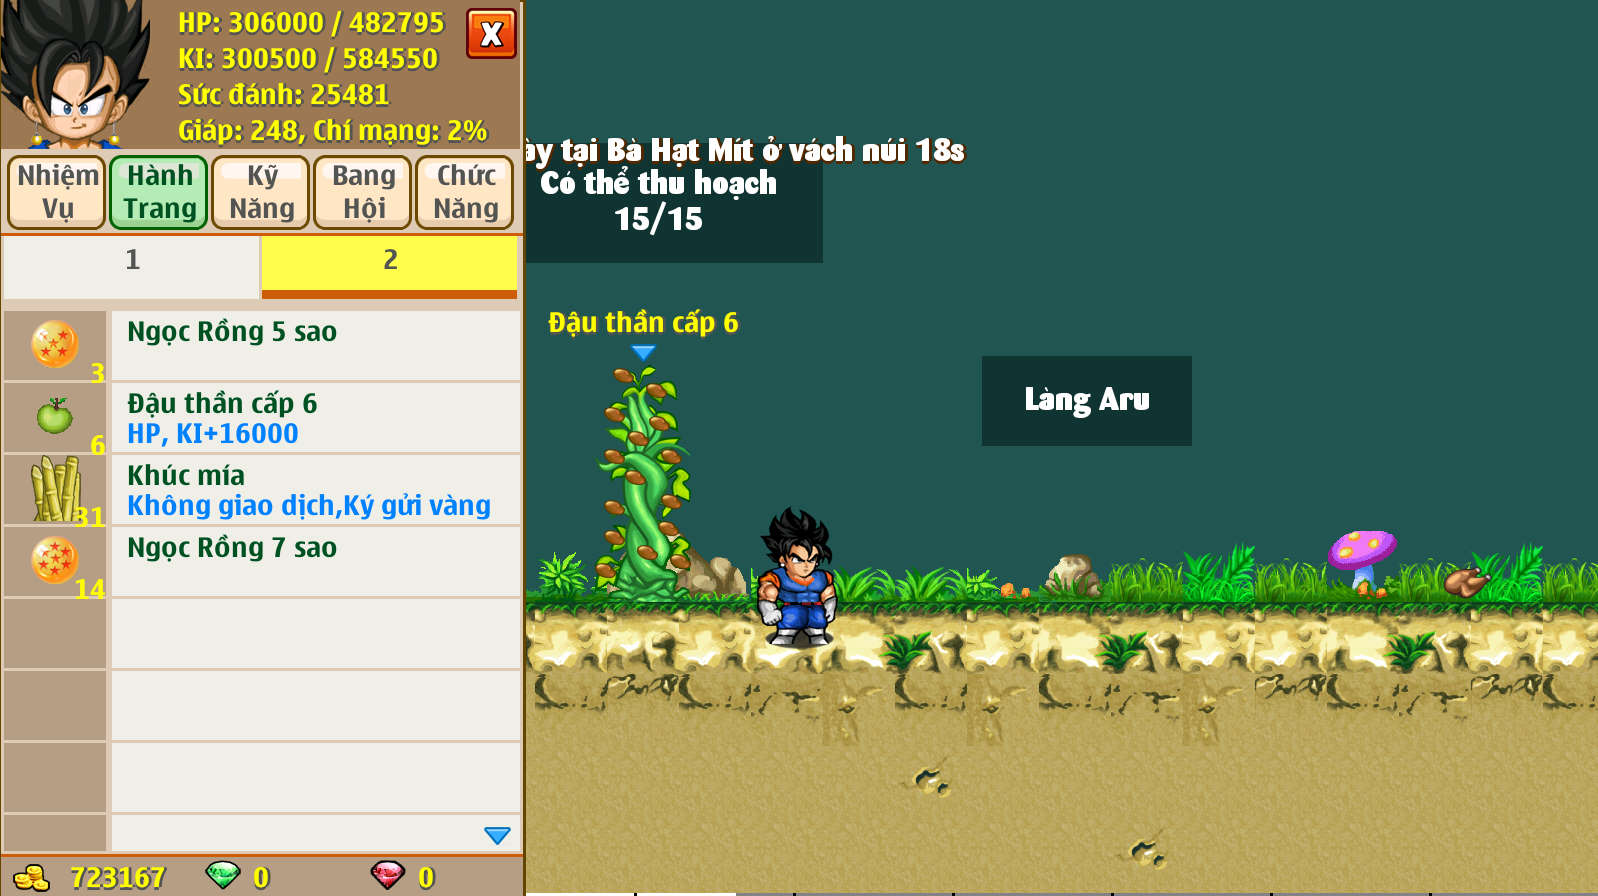 HP: 306000 / 482795
KI: 300500 / 584550
Sức đánh: 25481
Giáp: 248, Chí mạng: 2%
X
Nhiệm Vụ
Hành Trang
Kỹ Năng
Bang Hội
Chức Năng
1
2
Ngọc Rồng 5 sao
3
Đậu thần cấp 6
HP, KI+16000
6
Khúc mía
Không giao dịch,Ký gửi vàng
31
Ngọc Rồng 7 sao
14
723167
0
0
tại Bà Hạt Mít ở vách núi 18s
Có thể thu hoạch
15/15
Đậu thần cấp 6
Làng Aru